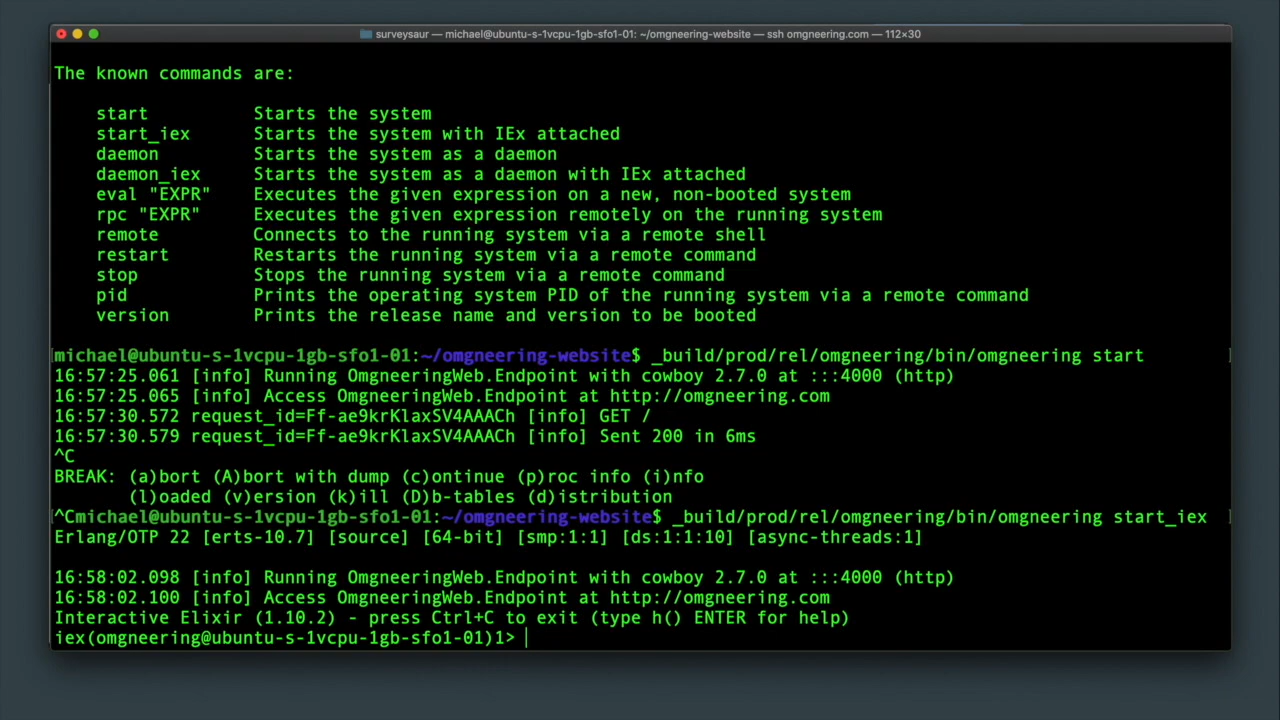 surveysaur — michael@ubuntu-s-1vcpu-1gb-sfo1-01: ~/omgneering-website — ssh omgneering.com — 112×30
The known commands are:
start Starts the system
start_iex Starts the system with IEx attached
daemon Starts the system as a daemon
daemon_iex Starts the system as a daemon with IEx attached
eval "EXPR" Executes the given expression on a new, non-booted system
rpc "EXPR" Executes the given expression remotely on the running system
remote Connects to the running system via a remote shell
restart Restarts the running system via a remote command
stop Stops the running system via a remote command
pid Prints the operating system PID of the running system via a remote command
version Prints the release name and version to be booted
[michael@ubuntu-s-1vcpu-1gb-sfo1-01:~/omgneering-website$ _build/prod/rel/omgneering/bin/omgneering start ]
16:57:25.061 [info] Running OmgneeringWeb.Endpoint with cowboy 2.7.0 at :::4000 (http)
16:57:25.065 [info] Access OmgneeringWeb.Endpoint at http://omgneering.com
16:57:30.572 request_id=Ff-ae9krKlaxSV4AAACh [info] GET /
16:57:30.579 request_id=Ff-ae9krKlaxSV4AAACh [info] Sent 200 in 6ms
^C
BREAK: (a)bort (A)bort with dump (c)ontinue (p)roc info (i)nfo
(l)oaded (v)ersion (k)ill (D)b-tables (d)istribution
[^Cmichael@ubuntu-s-1vcpu-1gb-sfo1-01:~/omgneering-website$ _build/prod/rel/omgneering/bin/omgneering start_iex ]
Erlang/OTP 22 [erts-10.7] [source] [64-bit] [smp:1:1] [ds:1:1:10] [async-threads:1]
16:58:02.098 [info] Running OmgneeringWeb.Endpoint with cowboy 2.7.0 at :::4000 (http)
16:58:02.100 [info] Access OmgneeringWeb.Endpoint at http://omgneering.com
Interactive Elixir (1.10.2) - press Ctrl+C to exit (type h() ENTER for help)
iex(omgneering@ubuntu-s-1vcpu-1gb-sfo1-01)1>